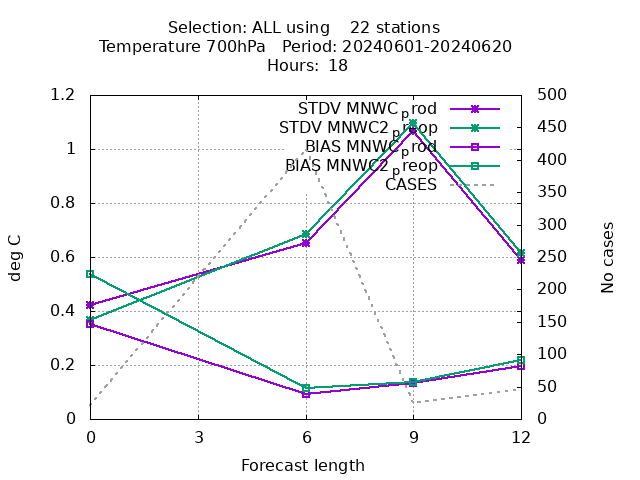 Selection: ALL using 22 stations
Temperature 700hPa Period: 20240601-20240620
Hours: 18
1.2
1
0.8
0.6
0.4
0.2
0
500
450
400
350
300
250
200
150
100
50
0
STDV MNWC_prod
STDV MNWC2_preop
BIAS MNWC_prod
BIAS MNWC2_preop
CASES
deg C
No cases
0 3 6 9 12
Forecast length